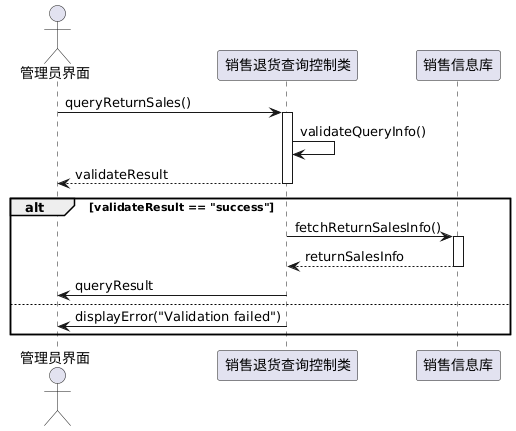 管理员界面
销售退货查询控制类
销售信息库
queryReturnSales()
validateQueryInfo()
validateResult
alt
[validateResult == "success"]
fetchReturnSalesInfo()
returnSalesInfo
queryResult
displayError("Validation failed")
管理员界面
销售退货查询控制类
销售信息库